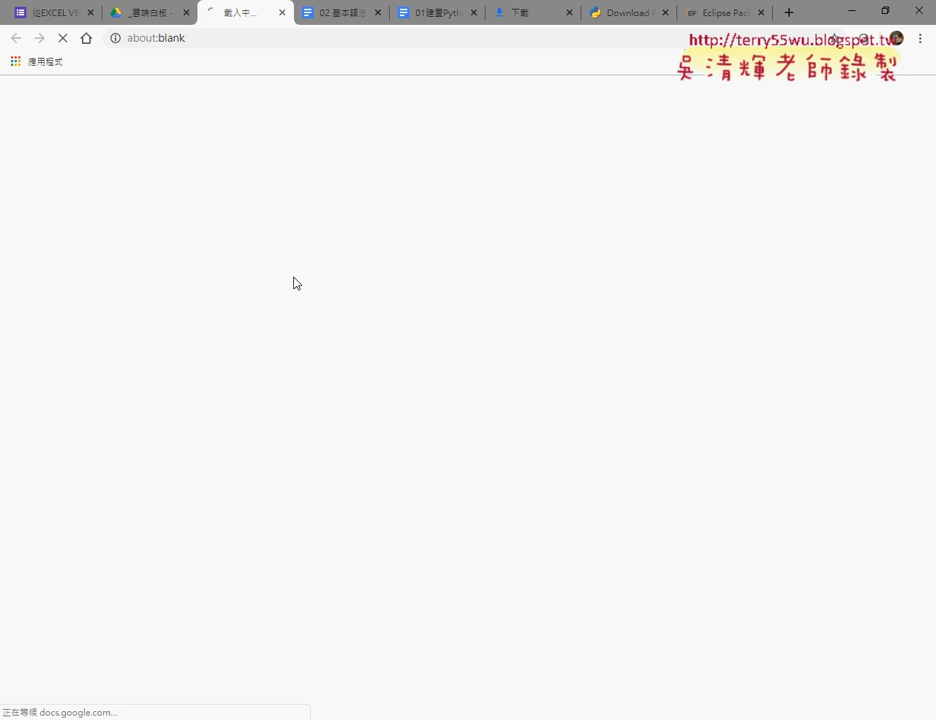 從EXCEL VB
_雲端白板 -
載入中...
02 基本語法
01建置Pyth
下載
Download P
EF Eclipse Pack
about:blank
應用程式
http://terry55wu.blogspot.tw
吳清輝老師錄製
正在等候 docs.google.com...